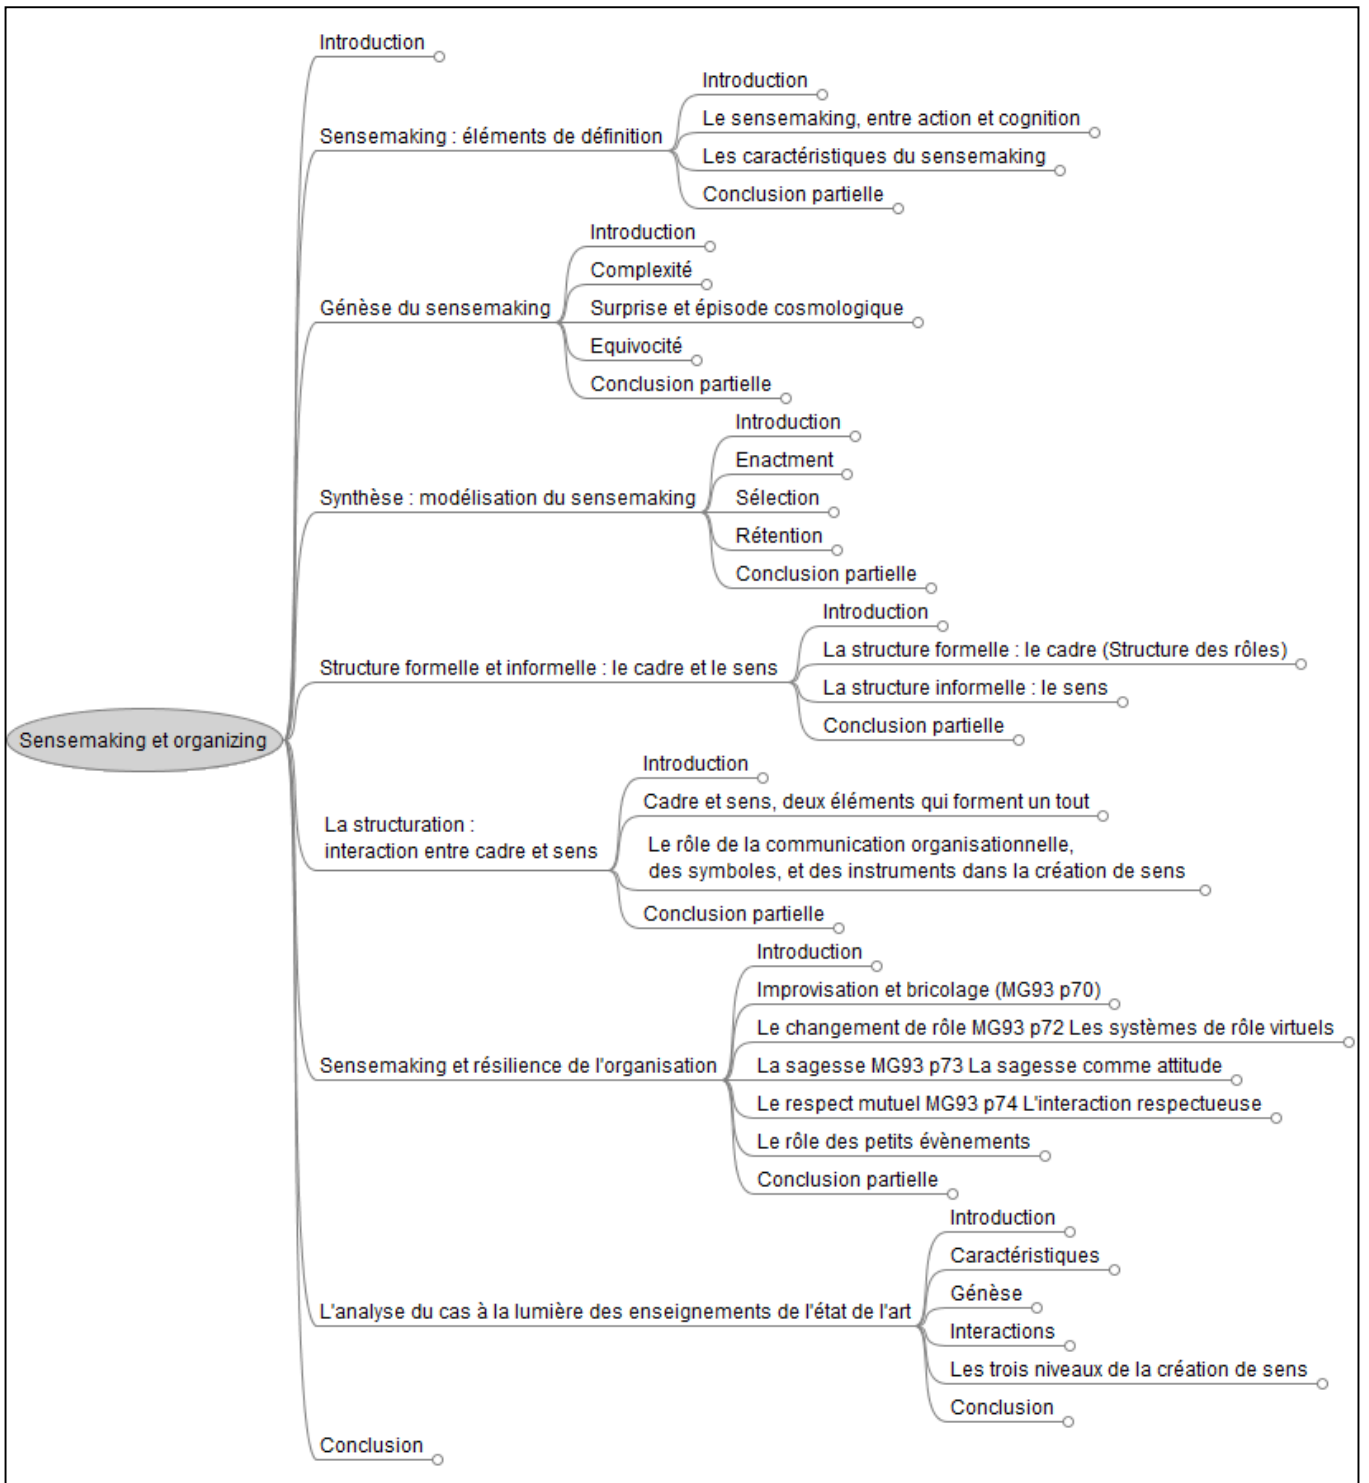 Sensemaking et organizing
Introduction
Sensemaking : éléments de définition
Introduction
Le sensemaking, entre action et cognition
Les caractéristiques du sensemaking
Conclusion partielle
Génèse du sensemaking
Introduction
Complexité
Surprise et épisode cosmologique
Equivocité
Conclusion partielle
Synthèse : modélisation du sensemaking
Introduction
Enactment
Sélection
Rétention
Conclusion partielle
Structure formelle et informelle : le cadre et le sens
Introduction
La structure formelle : le cadre (Structure des rôles)
La structure informelle : le sens
Conclusion partielle
La structuration :
interaction entre cadre et sens
Introduction
Cadre et sens, deux éléments qui forment un tout
Le rôle de la communication organisationnelle,
des symboles, et des instruments dans la création de sens
Conclusion partielle
Sensemaking et résilience de l'organisation
Introduction
Improvisation et bricolage (MG93 p70)
Le changement de rôle MG93 p72 Les systèmes de rôle virtuels
La sagesse MG93 p73 La sagesse comme attitude
Le respect mutuel MG93 p74 L'interaction respectueuse
Le rôle des petits évènements
Conclusion partielle
L'analyse du cas à la lumière des enseignements de l'état de l'art
Introduction
Caractéristiques
Génèse
Interactions
Les trois niveaux de la création de sens
Conclusion
Conclusion